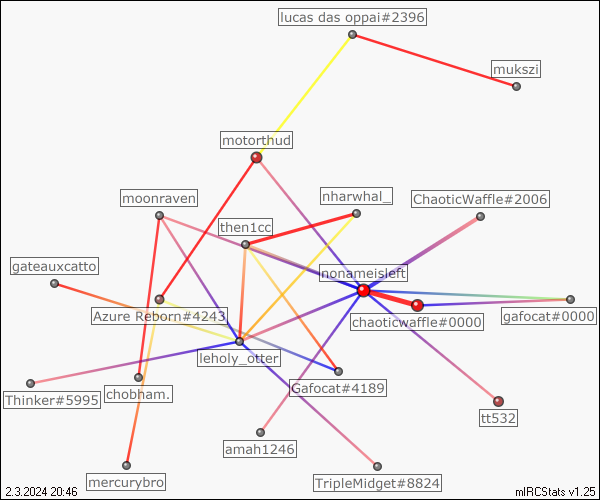 lucas das oppai#2396
mukszi
motorthud
moonraven
nharwhal_
ChaoticWaffle#2006
then1cc
gateauxcatto
nonameisleft
Azure Reborn#4243
chaoticwaffle#0000
gafocat#0000
leholy_otter
Thinker#5995
chobham.
Gafocat#4189
tt532
amah1246
mercurybro
TripleMidget#8824
2.3.2024 20:46
mIRCStats v1.25